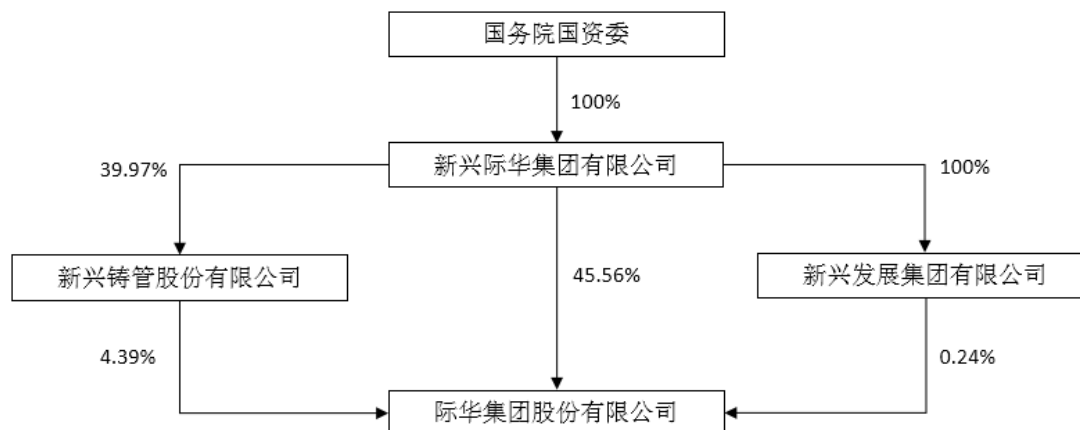 国务院国资委
100%
39.97%
新兴际华集团有限公司
100%
新兴铸管股份有限公司
45.56%
新兴发展集团有限公司
4.39%
0.24%
际华集团股份有限公司